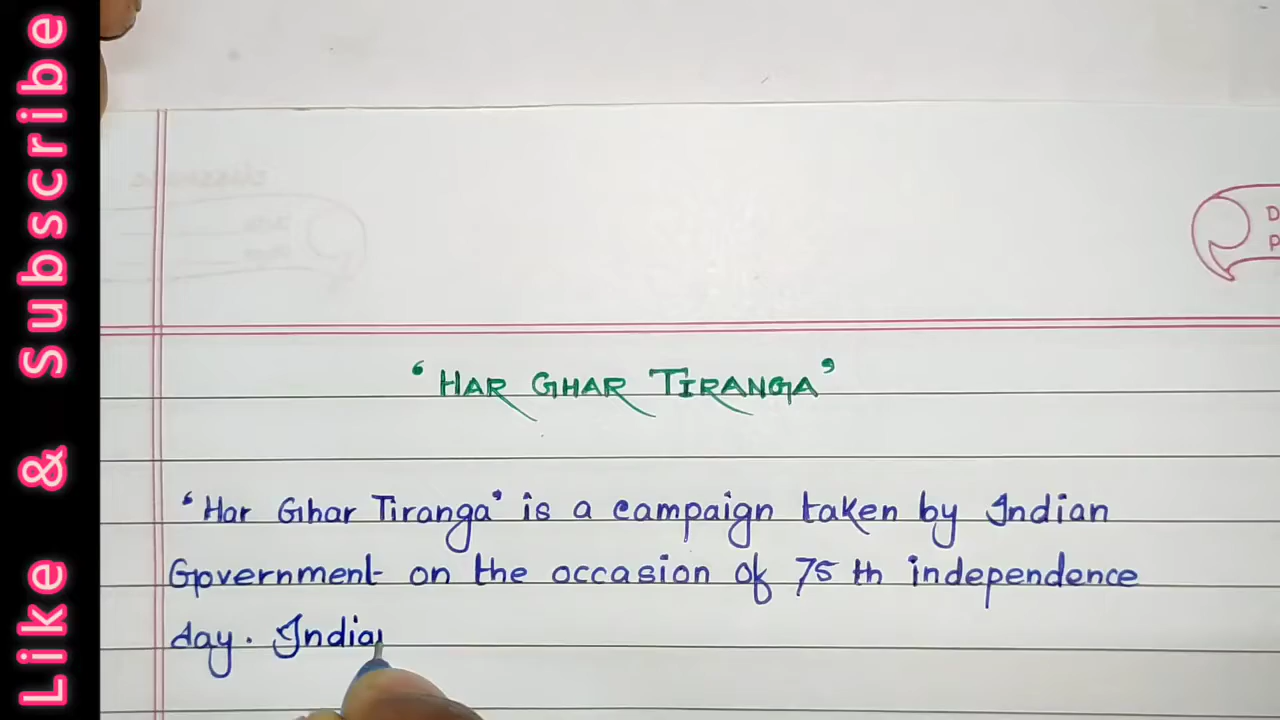 Like & Subscribe
D
P
‘HAR GHAR TIRANGA’
‘Har Ghar Tiranga’ is a campaign taken by Indian
Government on the occasion of 75 th independence
day. India